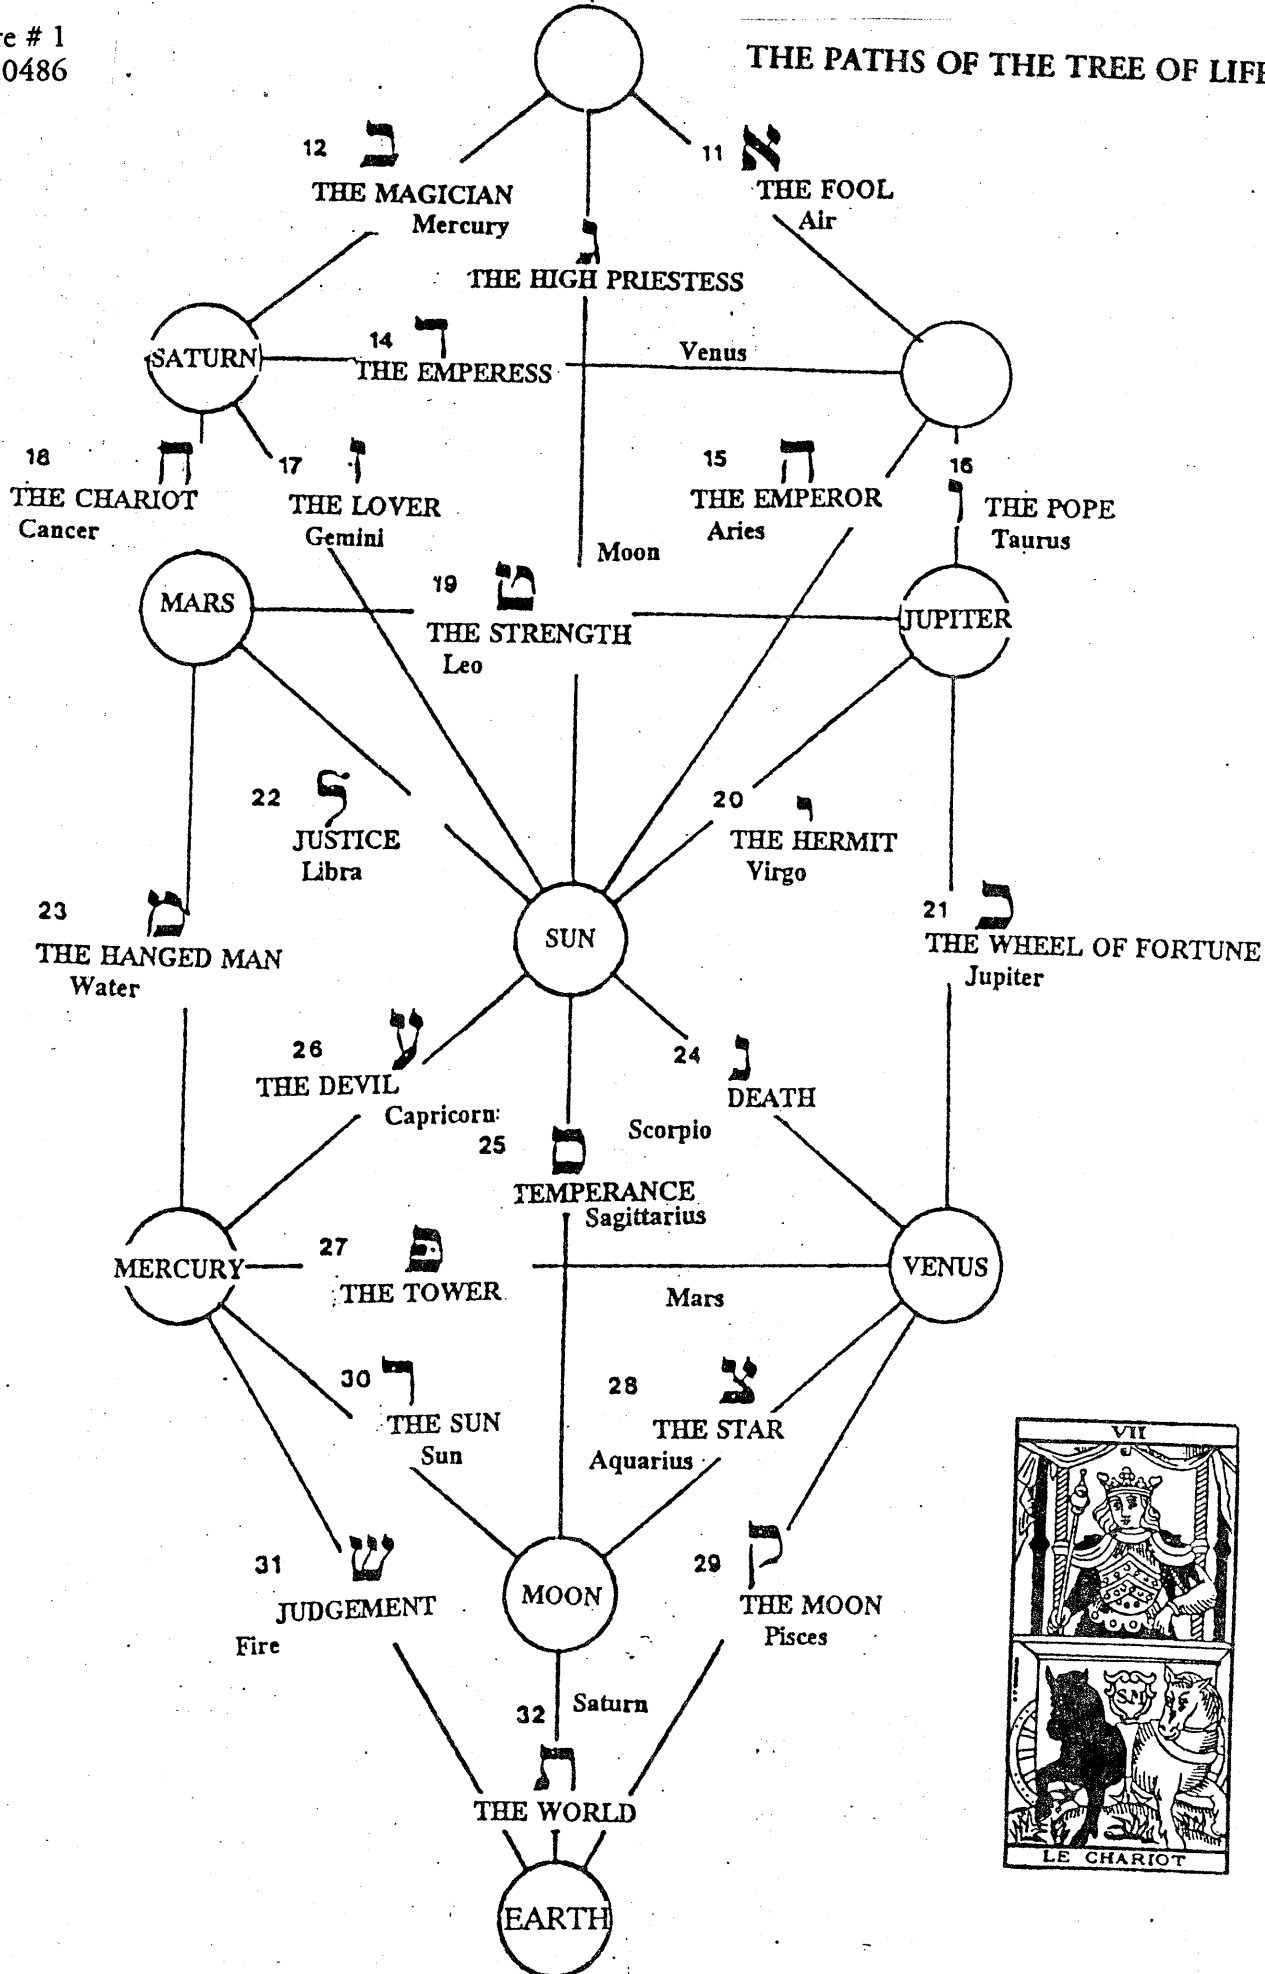 re # 1
0486
THE PATHS OF THE TREE OF LIFE
12 ב
THE MAGICIAN
Mercury
11 א
THE FOOL
Air
ג
THE HIGH PRIESTESS
SATURN
14 ד
THE EMPERESS
Venus
18 ח
THE CHARIOT
Cancer
17 ז
THE LOVER
Gemini
15 ח
THE EMPEROR
Aries
16
ו THE POPE
Taurus
Moon
MARS
19 ט
THE STRENGTH
Leo
JUPITER
22 ל
JUSTICE
Libra
20 י
THE HERMIT
Virgo
23 מ
THE HANGED MAN
Water
SUN
21 כ
THE WHEEL OF FORTUNE
Jupiter
26 ע
THE DEVIL
Capricorn
24 נ
DEATH
Scorpio
25 ם
TEMPERANCE
Sagittarius
MERCURY
27 פּ
THE TOWER
Mars
VENUS
30 ר
THE SUN
Sun
28 צ
THE STAR
Aquarius
31 ש
JUDGEMENT
Fire
MOON
29 ק
THE MOON
Pisces
32 Saturn
ת
THE WORLD
EARTH
VII
SM
LE CHARIOT